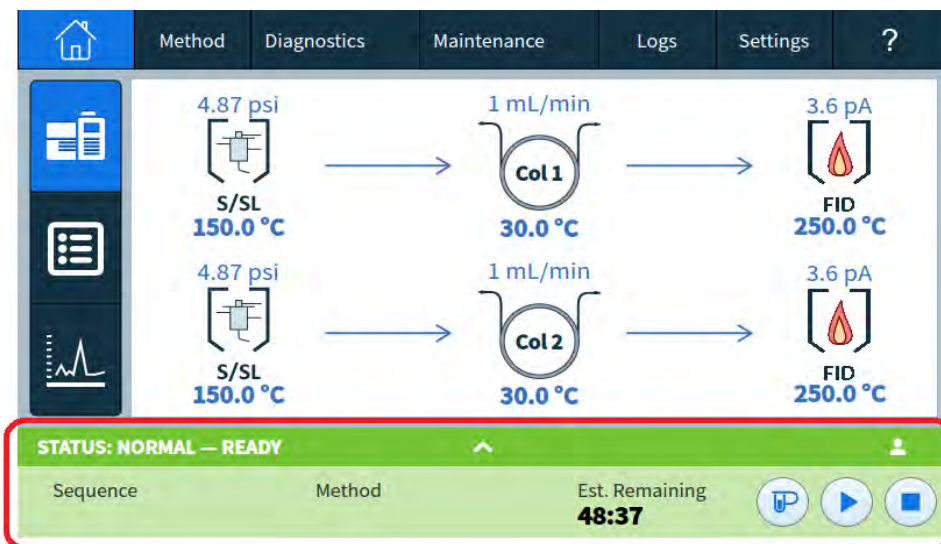 Method Diagnostics Maintenance Logs Settings ?
4.87 psi 1 mL/min 3.6 pA
Col 1
S/SL FID
150.0 °C 30.0 °C 250.0 °C
4.87 psi 1 mL/min 3.6 pA
Col 2
S/SL FID
150.0 °C 30.0 °C 250.0 °C
STATUS: NORMAL — READY
Sequence Method Est. Remaining
48:37